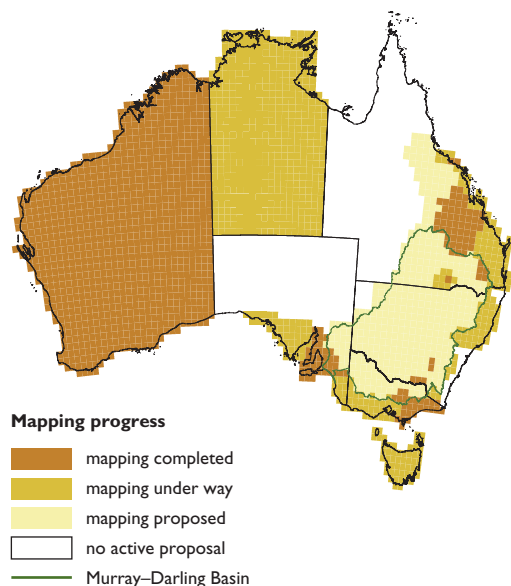 Mapping progress
mapping completed
mapping under way
mapping proposed
no active proposal
Murray–Darling Basin